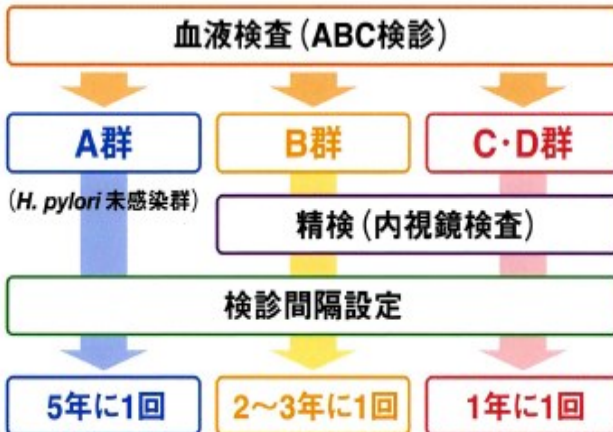 血液検査（ABC検診）
A群
B群
C・D群
(H. pylori 未感染群)
精検（内視鏡検査）
検診間隔設定
5年に1回
2〜3年に1回
1年に1回